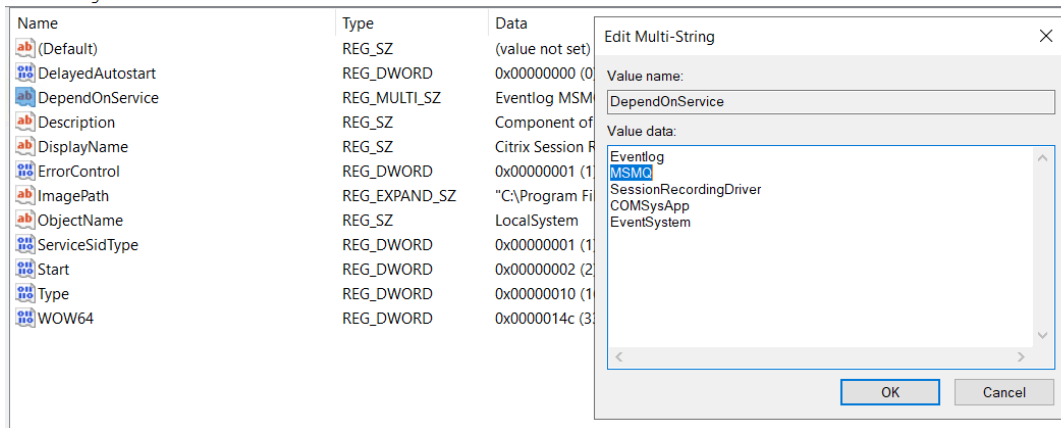 Name Type Data
(Default) REG_SZ (value not set)
DelayedAutostart REG_DWORD 0x00000000 (0
DependOnService REG_MULTI_SZ Eventlog MSM
Description REG_SZ Component of
DisplayName REG_SZ Citrix Session R
ErrorControl REG_DWORD 0x00000001 (1
ImagePath REG_EXPAND_SZ "C:\Program Fi
ObjectName REG_SZ LocalSystem
ServiceSidType REG_DWORD 0x00000001 (1
Start REG_DWORD 0x00000002 (2
Type REG_DWORD 0x00000010 (1
WOW64 REG_DWORD 0x0000014c (3
Edit Multi-String
Value name:
DependOnService
Value data:
Eventlog
MSMQ
SessionRecordingDriver
COMSysApp
EventSystem
OK Cancel